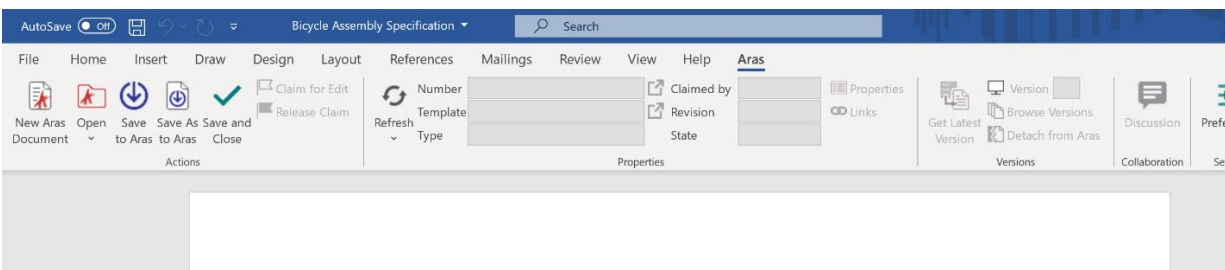 AutoSave Off Bicycle Assembly Specification Search
File Home Insert Draw Design Layout References Mailings Review View Help Aras
New Aras Document
Open
Save to Aras
Save As to Aras
Save and Close
Claim for Edit
Release Claim
Actions
Refresh
Number
Template
Type
Claimed by
Revision
State
Properties
Links
Properties
Get Latest Version
Version
Browse Versions
Detach from Aras
Versions
Discussion
Collaboration